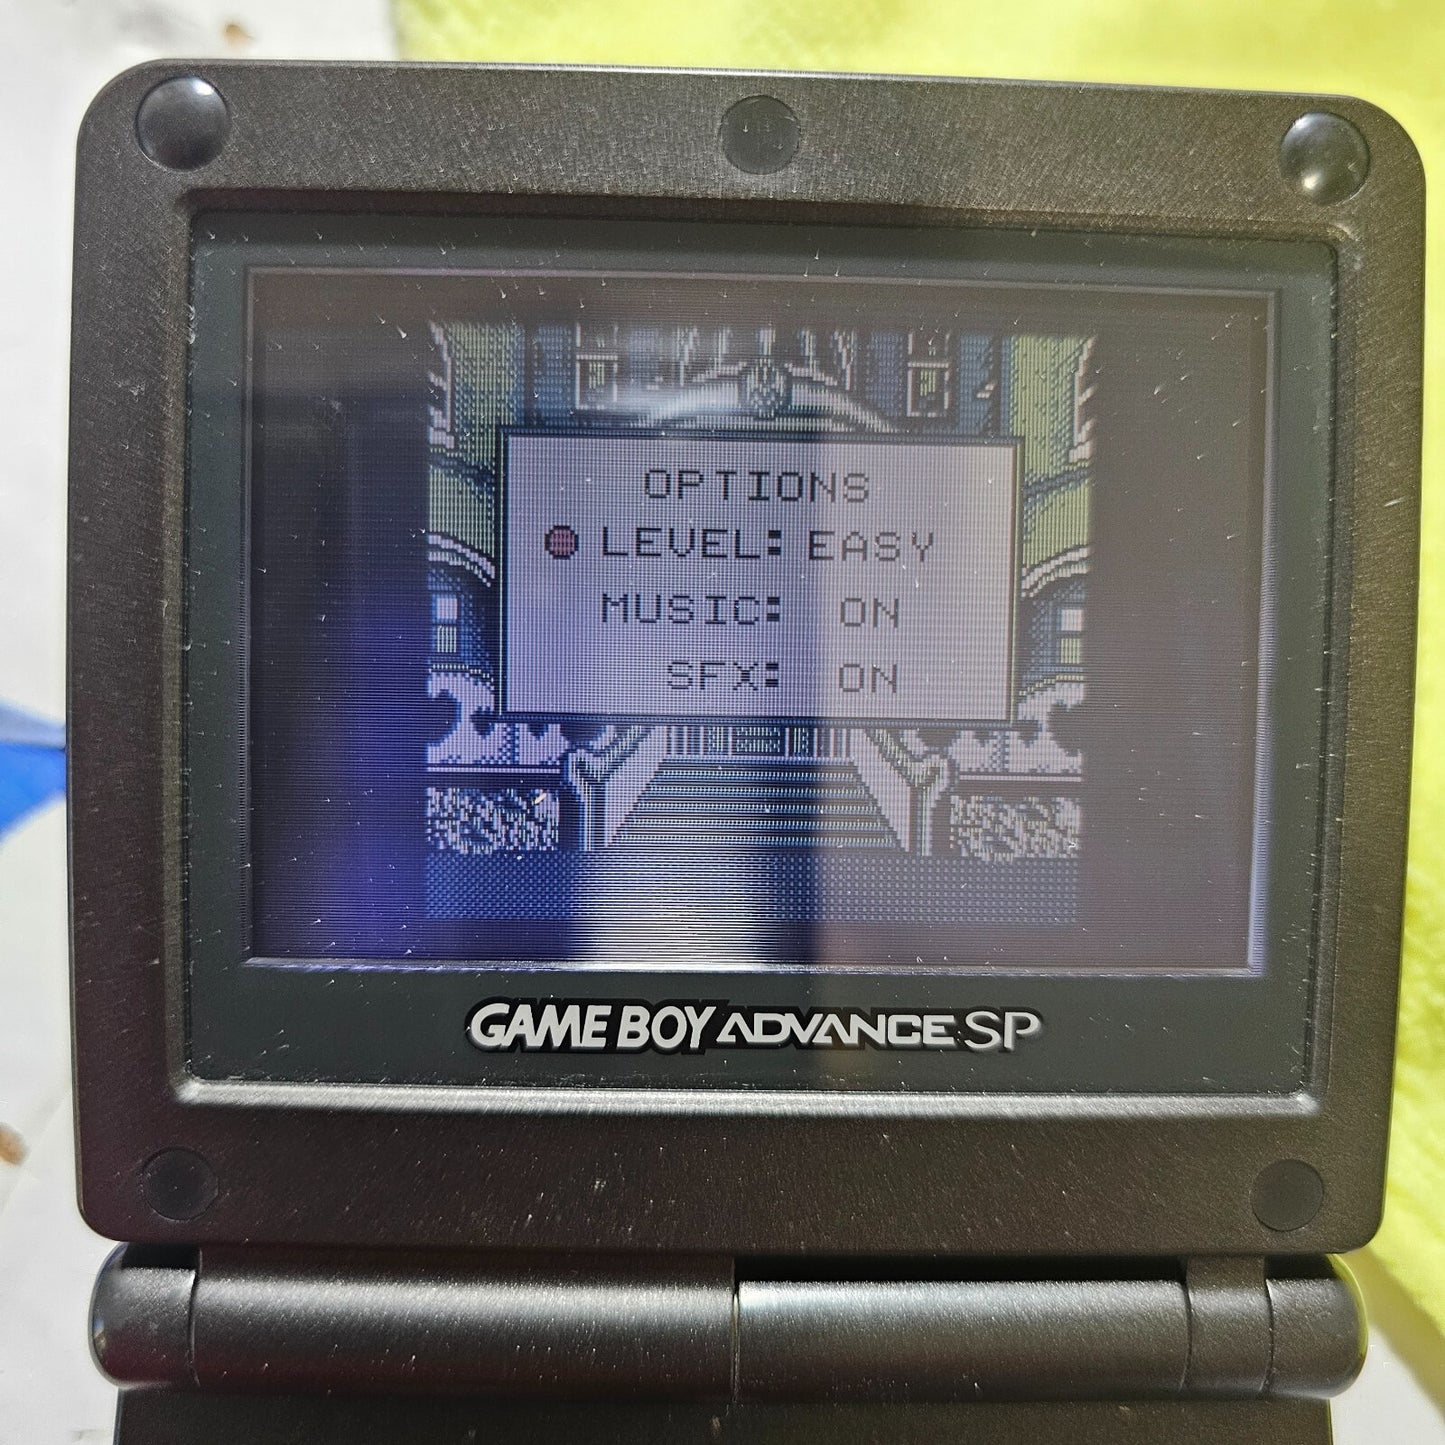 OPTIONS
LEVEL: EASY
MUSIC: ON
SFX: ON
GAME BOY ADVANCE SP